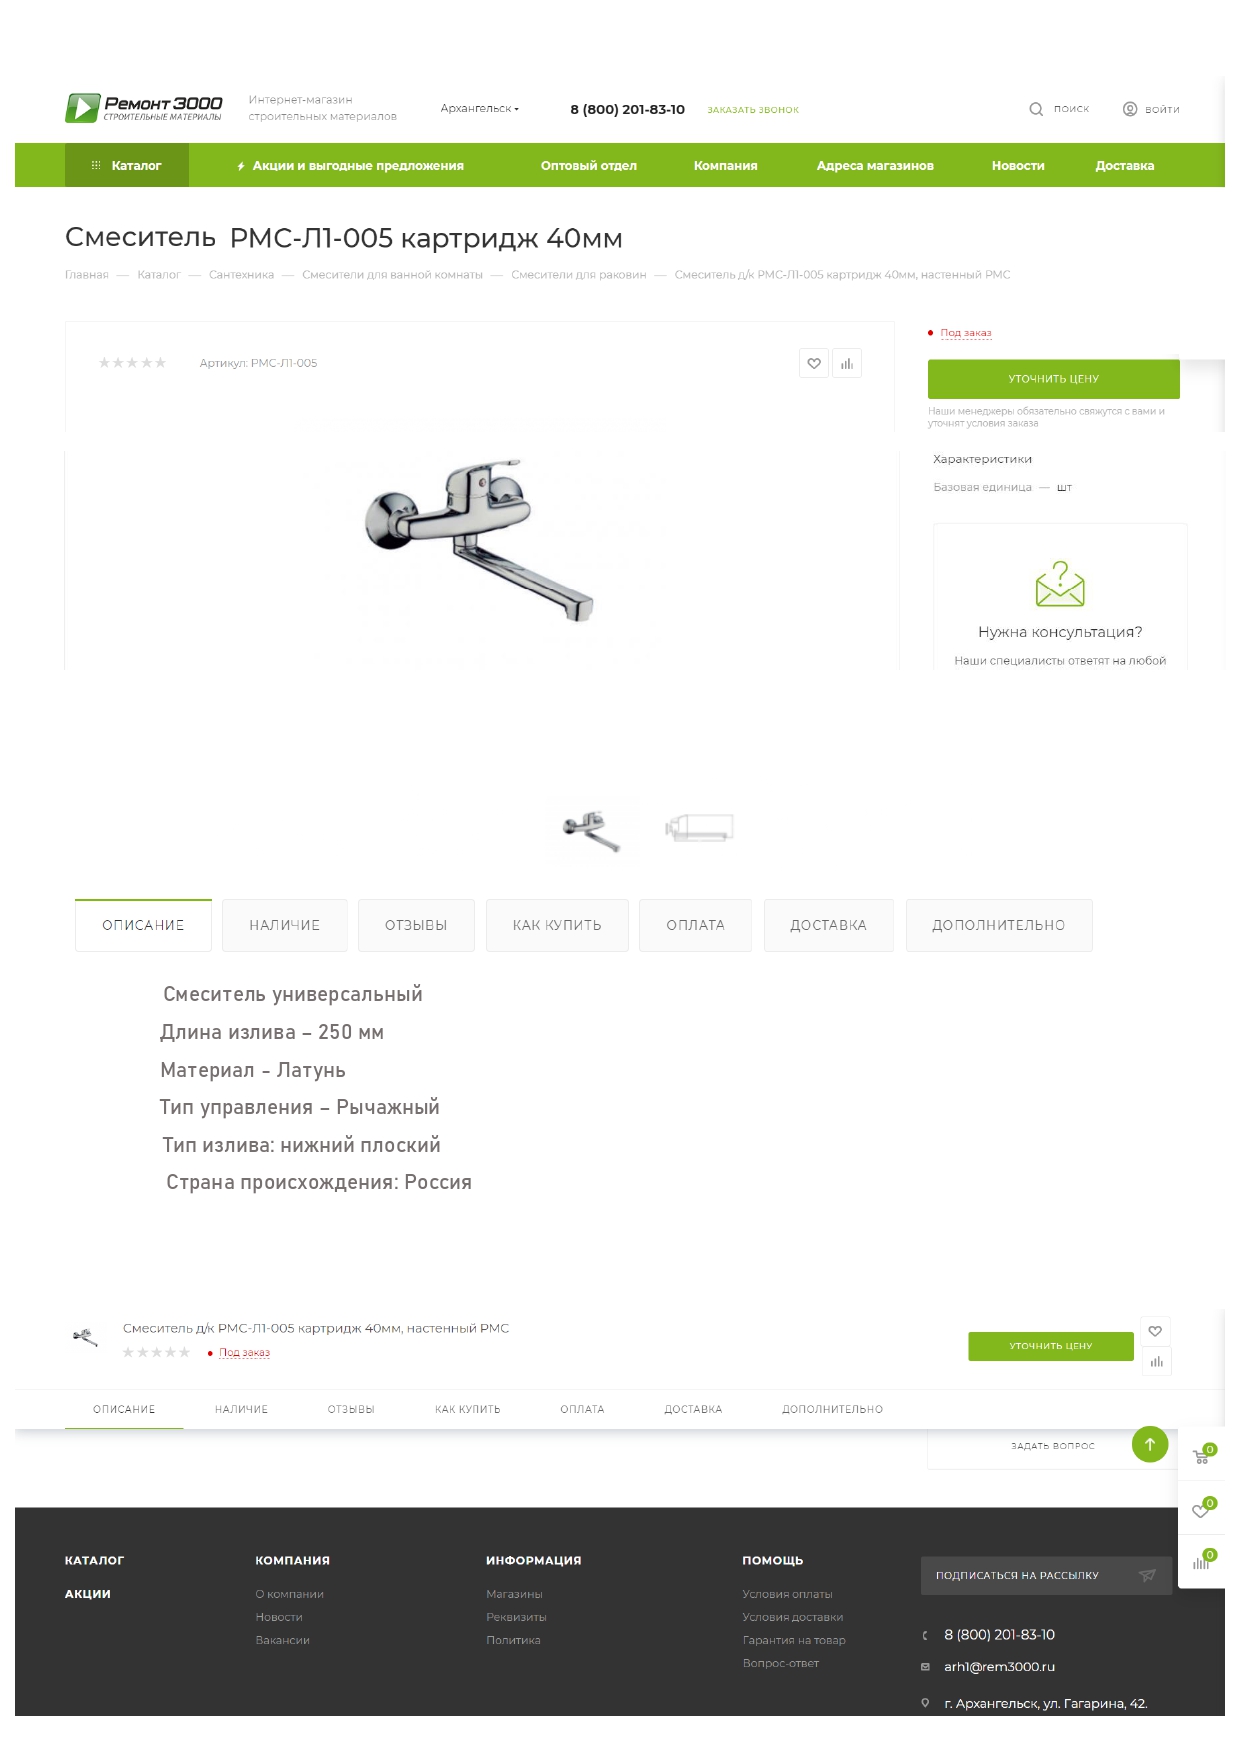 Ремонт 3000
СТРОИТЕЛЬНЫЕ МАТЕРИАЛЫ
Интернет-магазин
строительных материалов
Архангельск
8 (800) 201-83-10
ЗАКАЗАТЬ ЗВОНОК
ПОИСК
ВОЙТИ
Каталог
Акции и выгодные предложения
Оптовый отдел
Компания
Адреса магазинов
Новости
Доставка
Смеситель РМС-Л1-005 картридж 40мм
Главная — Каталог — Сантехника — Смесители для ванной комнаты — Смесители для раковин — Смеситель д/к РМС-Л1-005 картридж 40мм, настенный РМС
Артикул: РМС-Л1-005
Под заказ
УТОЧНИТЬ ЦЕНУ
Наши менеджеры обязательно свяжутся с вами и
уточнят условия заказа
Характеристики
Базовая единица — шт
Нужна консультация?
Наши специалисты ответят на любой
ОПИСАНИЕ
НАЛИЧИЕ
ОТЗЫВЫ
КАК КУПИТЬ
ОПЛАТА
ДОСТАВКА
ДОПОЛНИТЕЛЬНО
Смеситель универсальный
Длина излива – 250 мм
Материал - Латунь
Тип управления – Рычажный
Тип излива: нижний плоский
Страна происхождения: Россия
Смеситель д/к РМС-Л1-005 картридж 40мм, настенный РМС
Под заказ
УТОЧНИТЬ ЦЕНУ
ОПИСАНИЕ
НАЛИЧИЕ
ОТЗЫВЫ
КАК КУПИТЬ
ОПЛАТА
ДОСТАВКА
ДОПОЛНИТЕЛЬНО
ЗАДАТЬ ВОПРОС
0
0
0
КАТАЛОГ
АКЦИИ
КОМПАНИЯ
О компании
Новости
Вакансии
ИНФОРМАЦИЯ
Магазины
Реквизиты
Политика
ПОМОЩЬ
Условия оплаты
Условия доставки
Гарантия на товар
Вопрос-ответ
ПОДПИСАТЬСЯ НА РАССЫЛКУ
8 (800) 201-83-10
arh1@rem3000.ru
г. Архангельск, ул. Гагарина, 42.